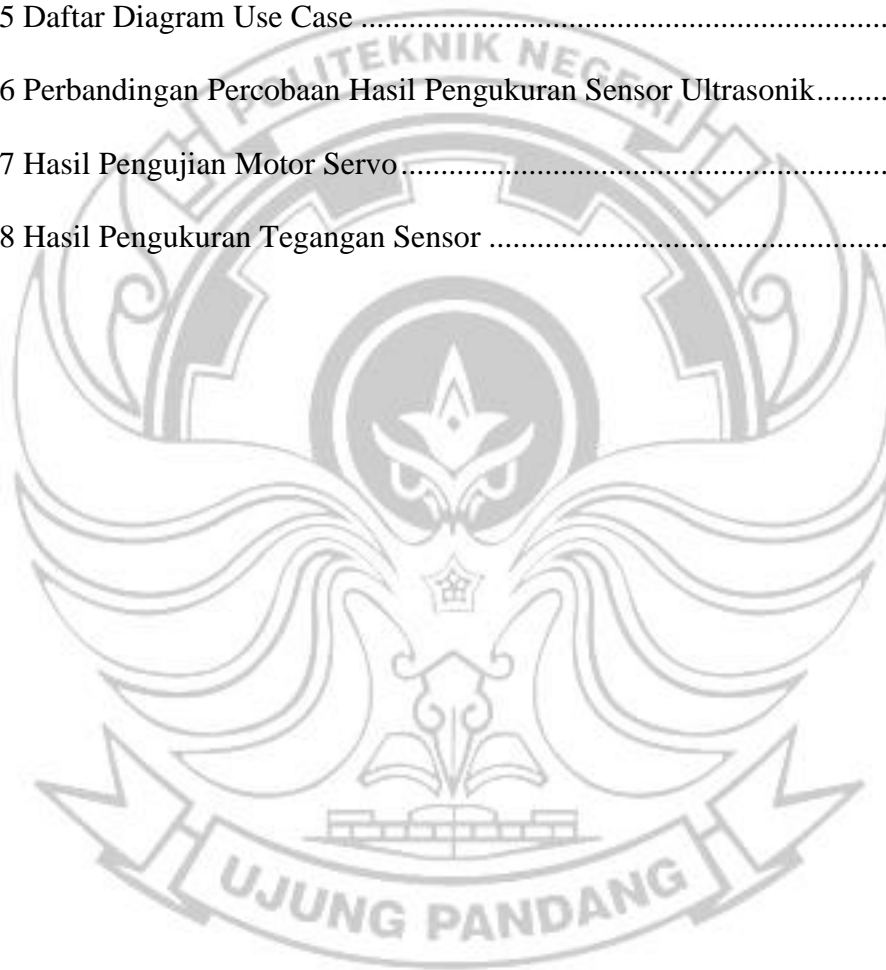 5 Daftar Diagram Use Case ........................................................................
6 Perbandingan Percobaan Hasil Pengukuran Sensor Ultrasonik.........
7 Hasil Pengujian Motor Servo..................................................................
8 Hasil Pengukuran Tegangan Sensor ......................................................
POLITEKNIK NEGERI
UJUNG PANDANG